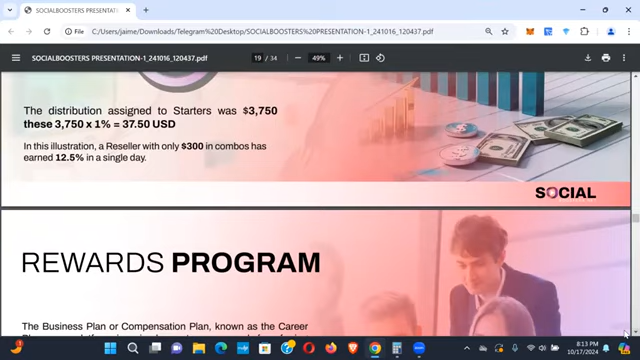 SOCIALBOOSTERS PRESENTATION-1
C:/Users/jaime/Downloads/Telegram%20Desktop/SOCIALBOOSTERS%20PRESENTATION-1_241016_120437.pdf
SOCIALBOOSTERS PRESENTATION-1_241016_120437.pdf
19 / 34
49%
The distribution assigned to Starters was $3,750
these 3,750 x 1% = 37.50 USD
In this illustration, a Reseller with only $300 in combos has
earned 12.5% in a single day.
SOCIAL
REWARDS PROGRAM
The Business Plan or Compensation Plan, known as the Career
8:13 PM
10/17/2024